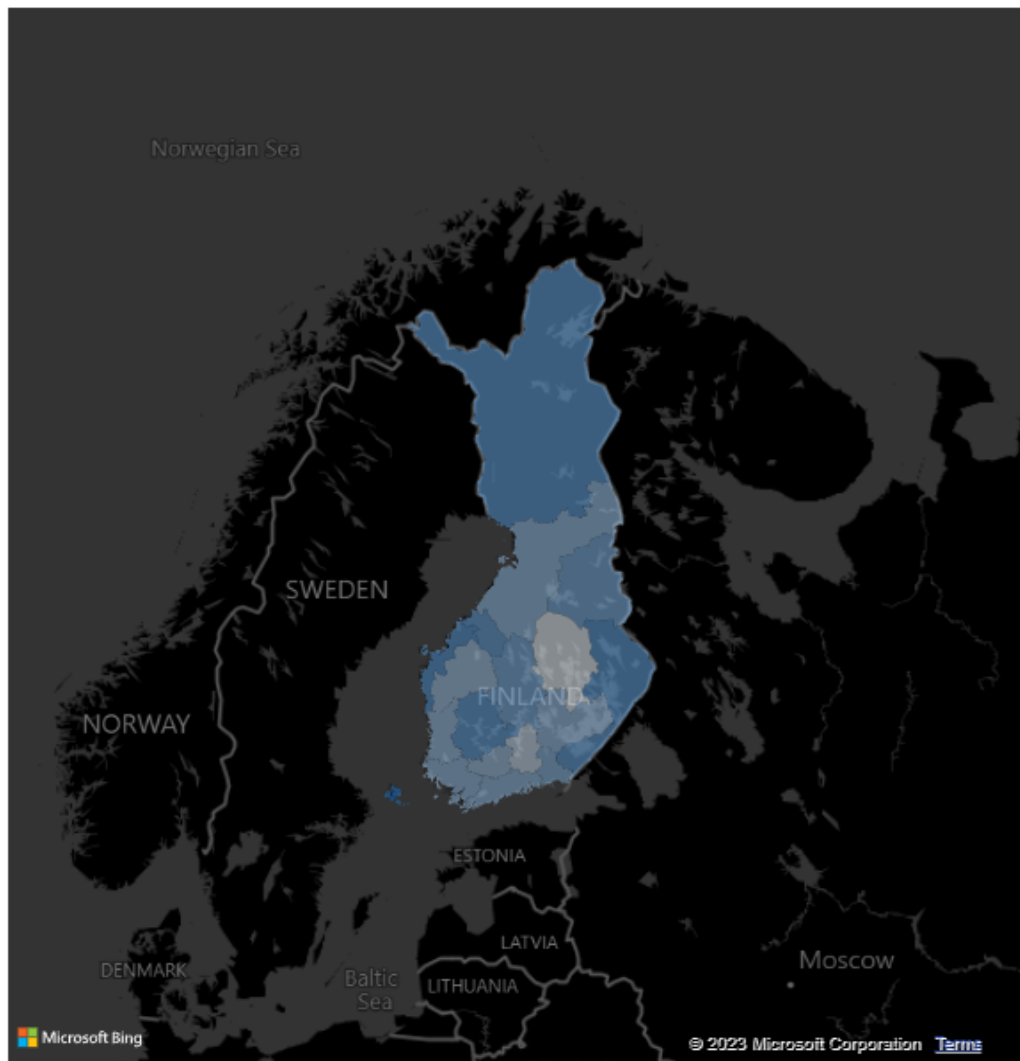 Norwegian Sea
SWEDEN
FINLAND
NORWAY
ESTONIA
LATVIA
Moscow
DENMARK
Baltic
Sea
LITHUANIA
Microsoft Bing
© 2023 Microsoft Corporation Terms